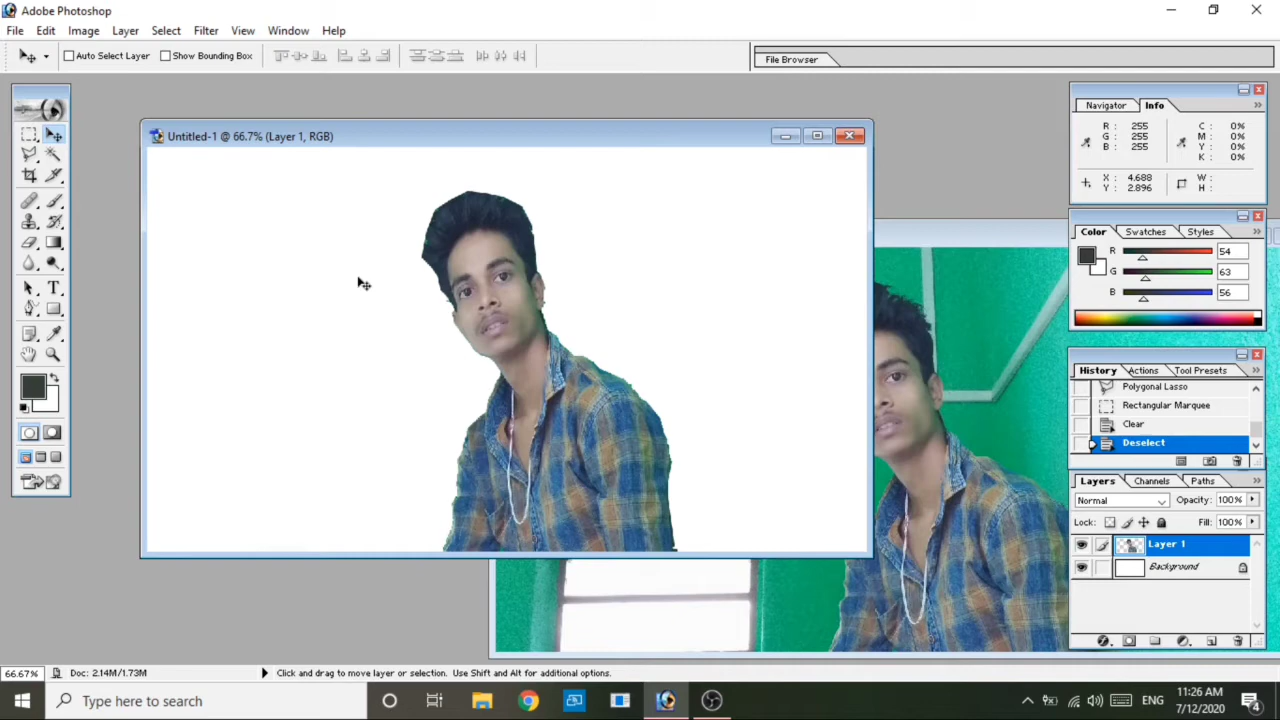 Adobe Photoshop
File Edit Image Layer Select Filter View Window Help
Auto Select Layer Show Bounding Box
File Browser
Untitled-1 @ 66.7% (Layer 1, RGB)
Navigator Info
R : 255 C : 0%
G : 255 M : 0%
B : 255 Y : 0%
K : 0%
X : 4.688 W :
Y : 2.896 H :
Color Swatches Styles
R 54
G 63
B 56
History Actions Tool Presets
Polygonal Lasso
Rectangular Marquee
Clear
Deselect
Layers Channels Paths
Normal Opacity: 100%
Lock: Fill: 100%
Layer 1
Background
66.67% Doc: 2.14M/1.73M Click and drag to move layer or selection. Use Shift and Alt for additional options.
Type here to search
ENG
11:26 AM
7/12/2020
4